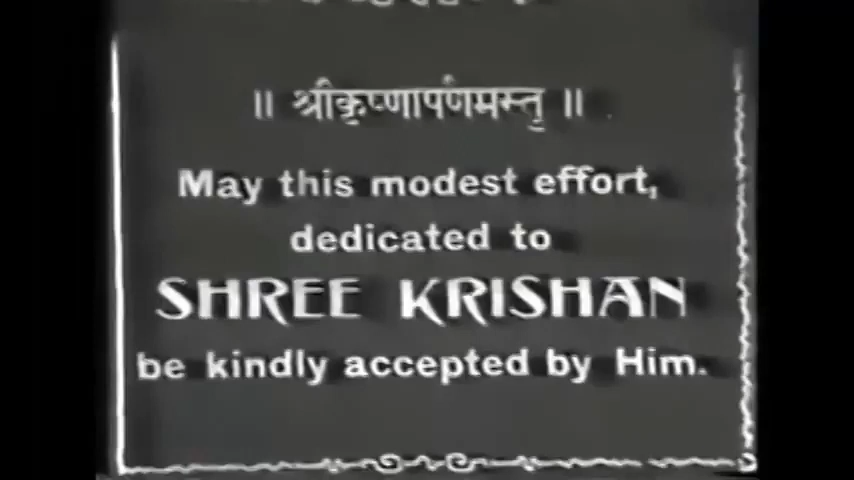 ॥ श्रीकृष्णार्पणमस्तु ॥
May this modest effort,
dedicated to
SHREE KRISHAN
be kindly accepted by Him.